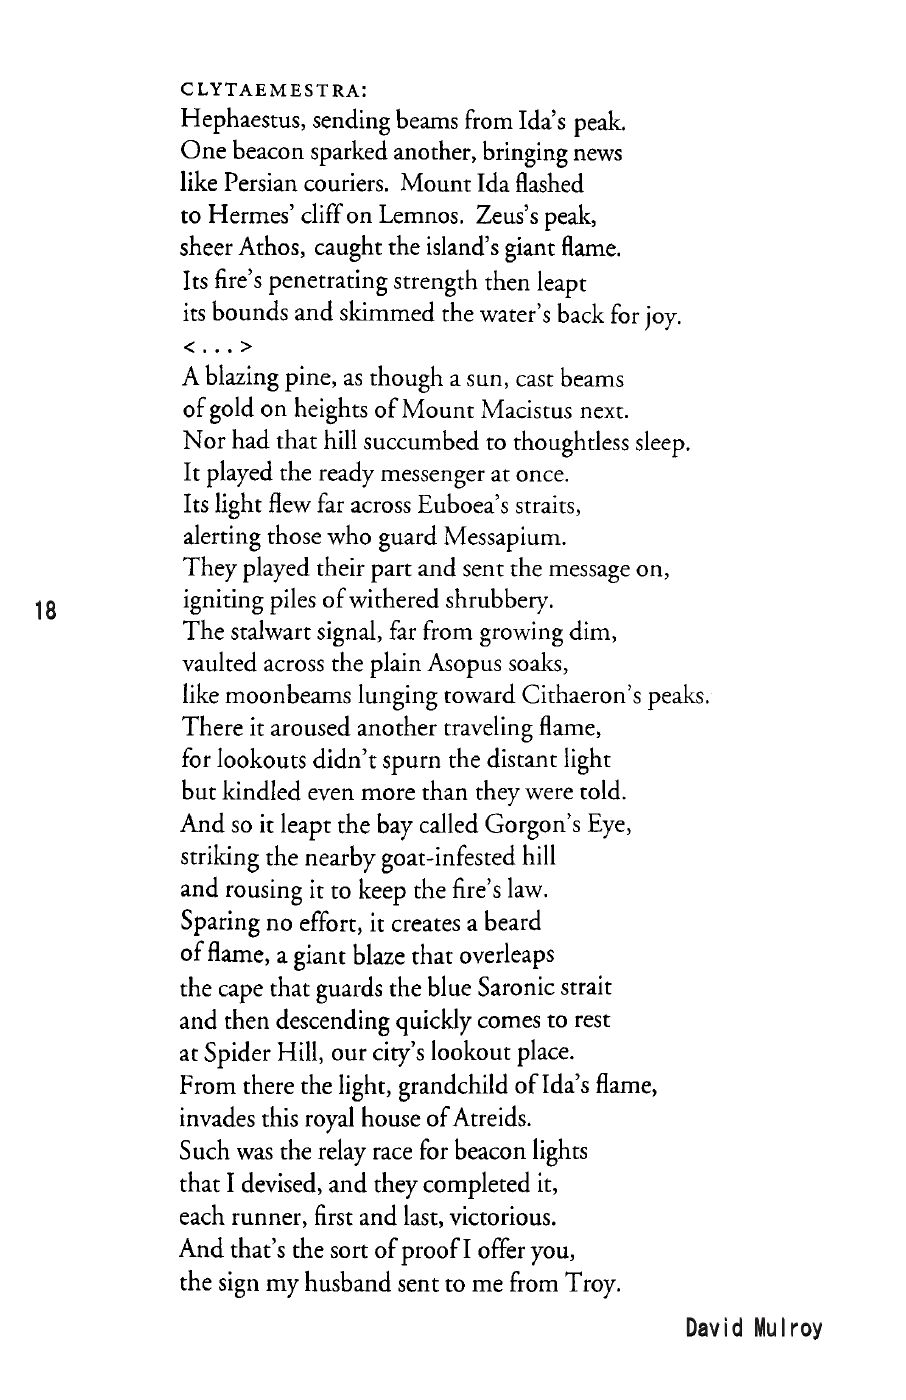 CLYTAEMESTRA:
Hephaestus, sending beams from Ida's peak.
One beacon sparked another, bringing news
like Persian couriers. Mount Ida flashed
to Hermes' cliff on Lemnos. Zeus's peak,
sheer Athos, caught the island's giant flame.
Its fire's penetrating strength then leapt
its bounds and skimmed the water's back for joy.
< . . . >
A blazing pine, as though a sun, cast beams
of gold on heights of Mount Macistus next.
Nor had that hill succumbed to thoughtless sleep.
It played the ready messenger at once.
Its light flew far across Euboea's straits,
alerting those who guard Messapium.
They played their part and sent the message on,
igniting piles of withered shrubbery.
The stalwart signal, far from growing dim,
vaulted across the plain Asopus soaks,
like moonbeams lunging toward Cithaeron's peaks.
There it aroused another traveling flame,
for lookouts didn't spurn the distant light
but kindled even more than they were told.
And so it leapt the bay called Gorgon's Eye,
striking the nearby goat-infested hill
and rousing it to keep the fire's law.
Sparing no effort, it creates a beard
of flame, a giant blaze that overleaps
the cape that guards the blue Saronic strait
and then descending quickly comes to rest
at Spider Hill, our city's lookout place.
From there the light, grandchild of Ida's flame,
invades this royal house of Atreids.
Such was the relay race for beacon lights
that I devised, and they completed it,
each runner, first and last, victorious.
And that's the sort of proof I offer you,
the sign my husband sent to me from Troy.
18
David Mulroy